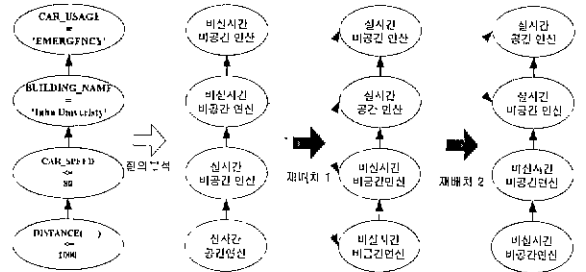 CAR_USAGE
=
'EMERGENCY'
BUILDING_NAME
=
'Inha Univeristy'
CAR_SPEED
<=
80
DISTANCE( )
<=
1000
질의분석
비실시간
비공간 연산
비실시간
비공간 연산
실시간
비공간 연산
실시간
공간연산
재배치 1
실시간
비공간 연산
실시간
공간 연산
비실시간
비공간연산
비실시간
비공간연산
재배치 2
실시간
공간 연산
실시간
비공간 연산
비실시간
비공간연산
비실시간
비공간연산